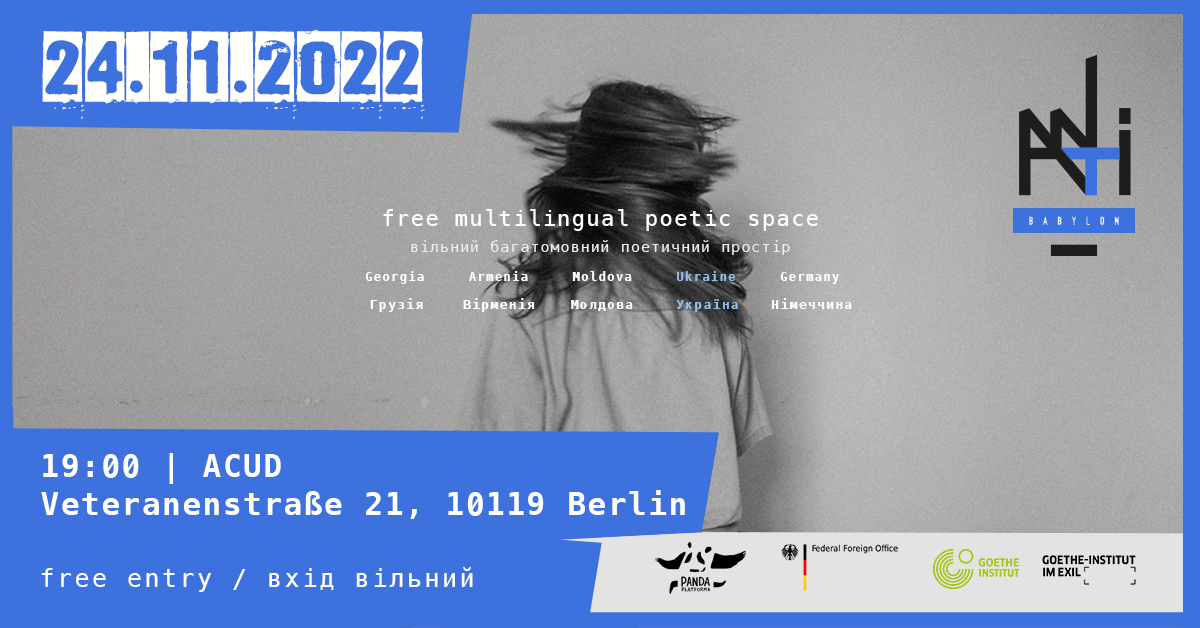 24.11.2022
ANTi
BABYLON
free multilingual poetic space
вільний багатомовний поетичний простір
Georgia Armenia Moldova Ukraine Germany
Грузія Вірменія Молдова Україна Німеччина
19:00 | ACUD
Veteranenstraße 21, 10119 Berlin
free entry / вхід вільний
PANDA
PLATFORMA
Federal Foreign Office
GOETHE
INSTITUT
GOETHE-INSTITUT
IM EXIL